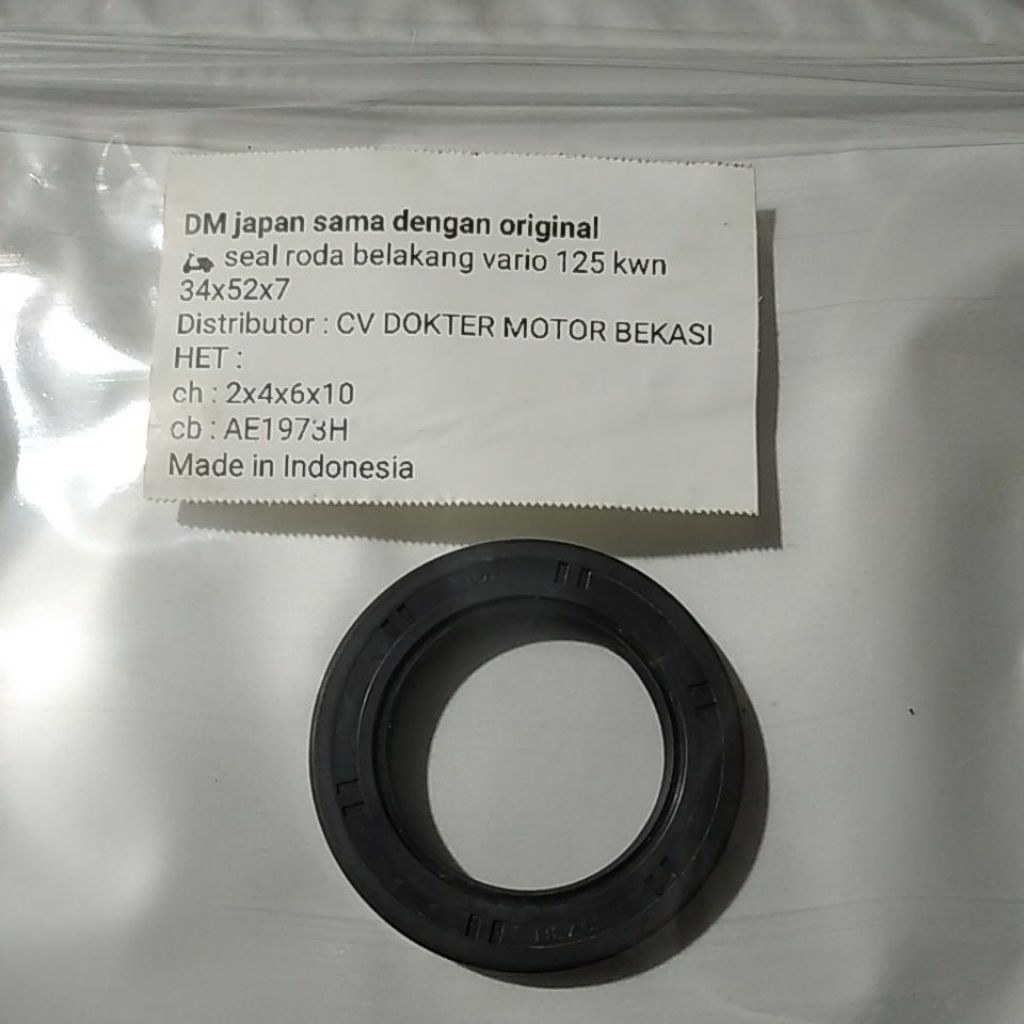 DM japan sama dengan original
seal roda belakang vario 125 kwn
34x52x7
Distributor : CV DOKTER MOTOR BEKASI
HET :
ch : 2x4x6x10
cb : AE1973H
Made in Indonesia